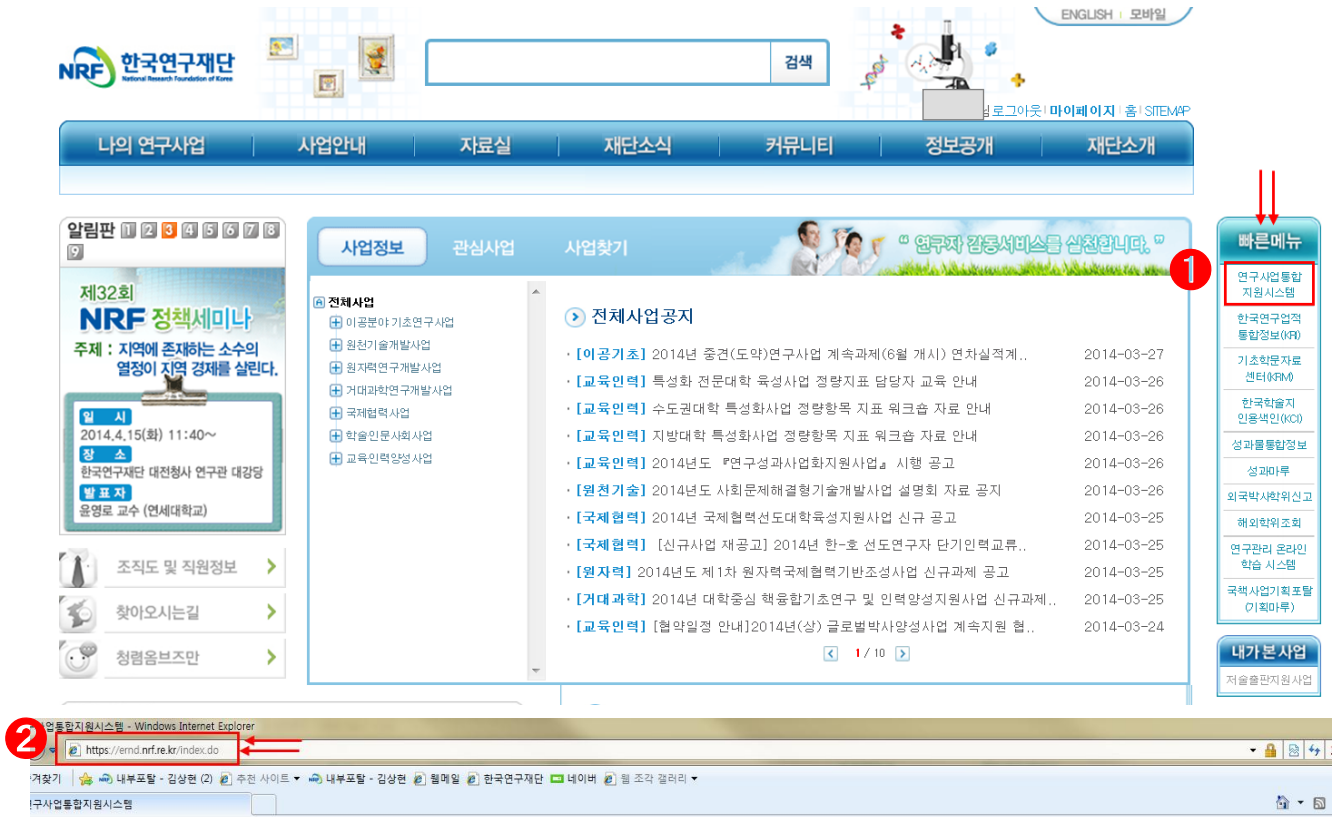 ENGLISH | 모바일
NRF 한국연구재단
National Research Foundation of Korea
검색
로그아웃 | 마이페이지 | 홈 | SITEMAP
나의 연구사업 사업안내 자료실 재단소식 커뮤니티 정보공개 재단소개
알림판 1 2 3 4 5 6 7 8
9
제32회
NRF 정책세미나
주제 : 지역에 존재하는 소수의
열정이 지역 경제를 살린다.
일 시
2014.4.15(화) 11:40~
장 소
한국연구재단 대전청사 연구관 대강당
발 표 자
윤영로 교수 (연세대학교)
조직도 및 직원정보
찾아오시는길
청렴옴브즈만
사업정보 관심사업 사업찾기
“ 연구자 감동서비스를 실천합니다. ”
전체사업
이공분야 기초연구사업
원천기술개발사업
원자력연구개발사업
거대과학연구개발사업
국제협력사업
학술인문사회사업
교육인력양성사업
전체사업공지
· [이공기초] 2014년 중견(도약)연구사업 계속과제(6월 개시) 연차실적계.. 2014-03-27
· [교육인력] 특성화 전문대학 육성사업 정량지표 담당자 교육 안내 2014-03-26
· [교육인력] 수도권대학 특성화사업 정량항목 지표 워크숍 자료 안내 2014-03-26
· [교육인력] 지방대학 특성화사업 정량항목 지표 워크숍 자료 안내 2014-03-26
· [교육인력] 2014년도 『연구성과사업화지원사업』 시행 공고 2014-03-26
· [원천기술] 2014년도 사회문제해결형기술개발사업 설명회 자료 공지 2014-03-26
· [국제협력] 2014년 국제협력선도대학육성지원사업 신규 공고 2014-03-25
· [국제협력] [신규사업 재공고] 2014년 한-호 선도연구자 단기인력교류.. 2014-03-25
· [원자력] 2014년도 제1차 원자력국제협력기반조성사업 신규과제 공고 2014-03-25
· [거대과학] 2014년 대학중심 핵융합기초연구 및 인력양성지원사업 신규과제.. 2014-03-25
· [교육인력] [협약일정 안내]2014년(상) 글로벌박사양성사업 계속지원 협.. 2014-03-24
1 / 10
1
빠른메뉴
연구사업통합
지원시스템
한국연구업적
통합정보(KRI)
기초학문자료
센터(KRM)
한국학술지
인용색인(KCI)
성과물통합정보
성과마루
외국박사학위신고
해외학위조회
연구관리 온라인
학습 시스템
국책사업기획포탈
(기획마루)
내가 본 사업
저술출판지원사업
2
사업통합지원시스템 - Windows Internet Explorer
https://ernd.nrf.re.kr/index.do
겨찾기 내부포탈 - 김상현 (2) 추천 사이트 내부포탈 - 김상현 웹메일 한국연구재단 네이버 웹 조각 갤러리
구사업통합지원시스템